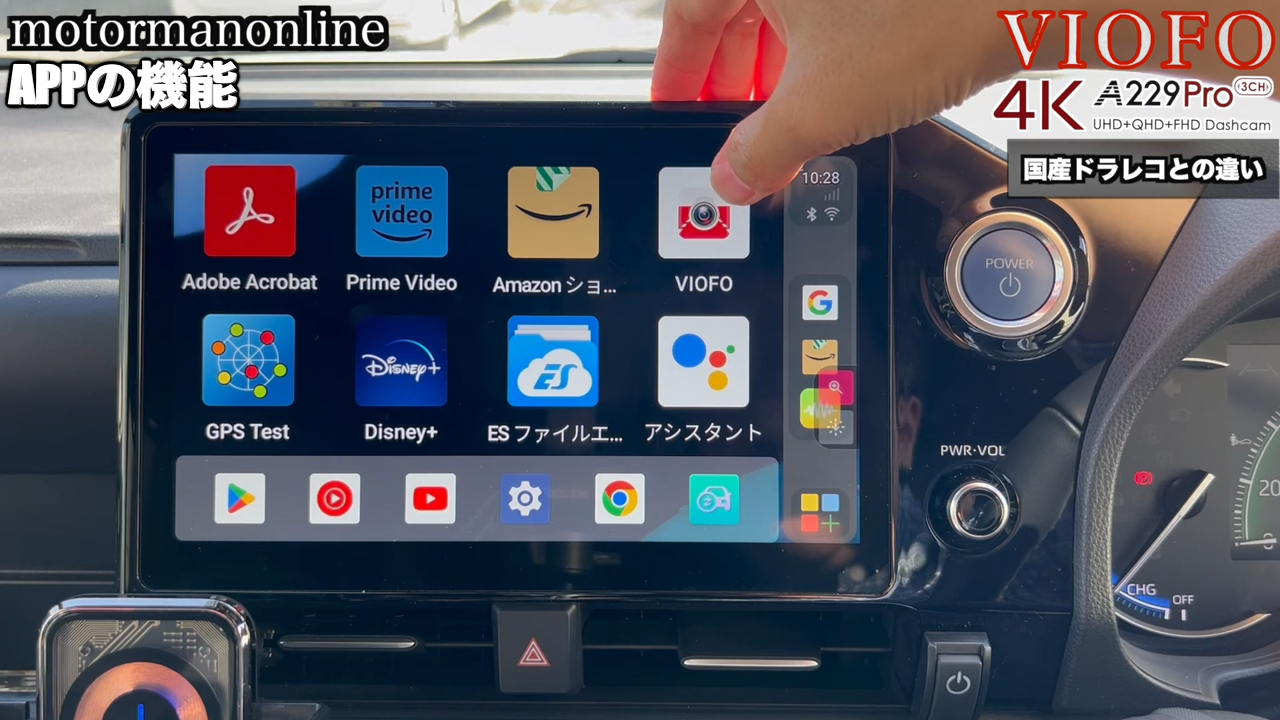 motormanonline
APPの機能
VIOFO
4K A229Pro 3CH
UHD+QHD+FHD Dashcam
国産ドラレコとの違い
10:28
prime video
Adobe Acrobat
Prime Video
Amazon ショ...
VIOFO
Disney+
ES
GPS Test
Disney+
ES ファイルエ...
アシスタント
POWER
PWR·VOL
20
CHG
OFF